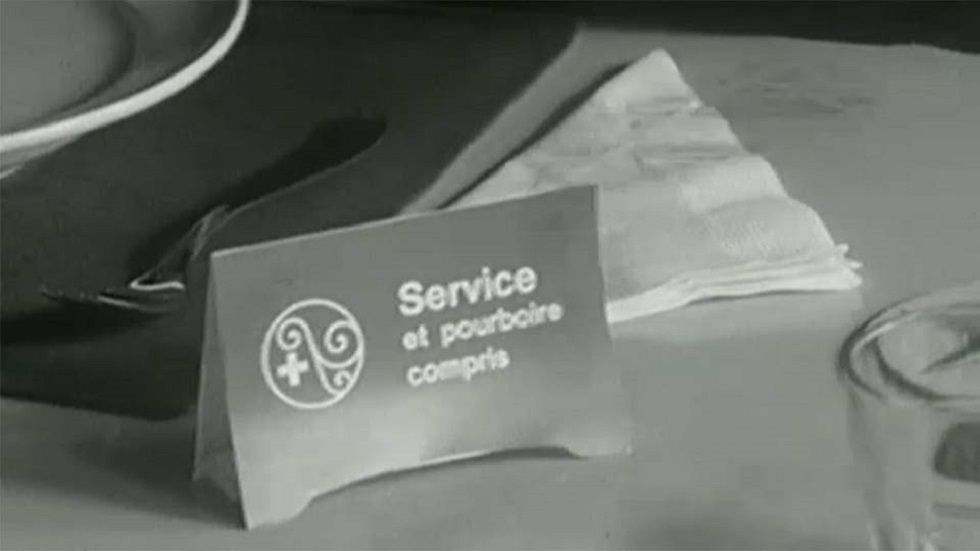 Service
et pourboire
compris